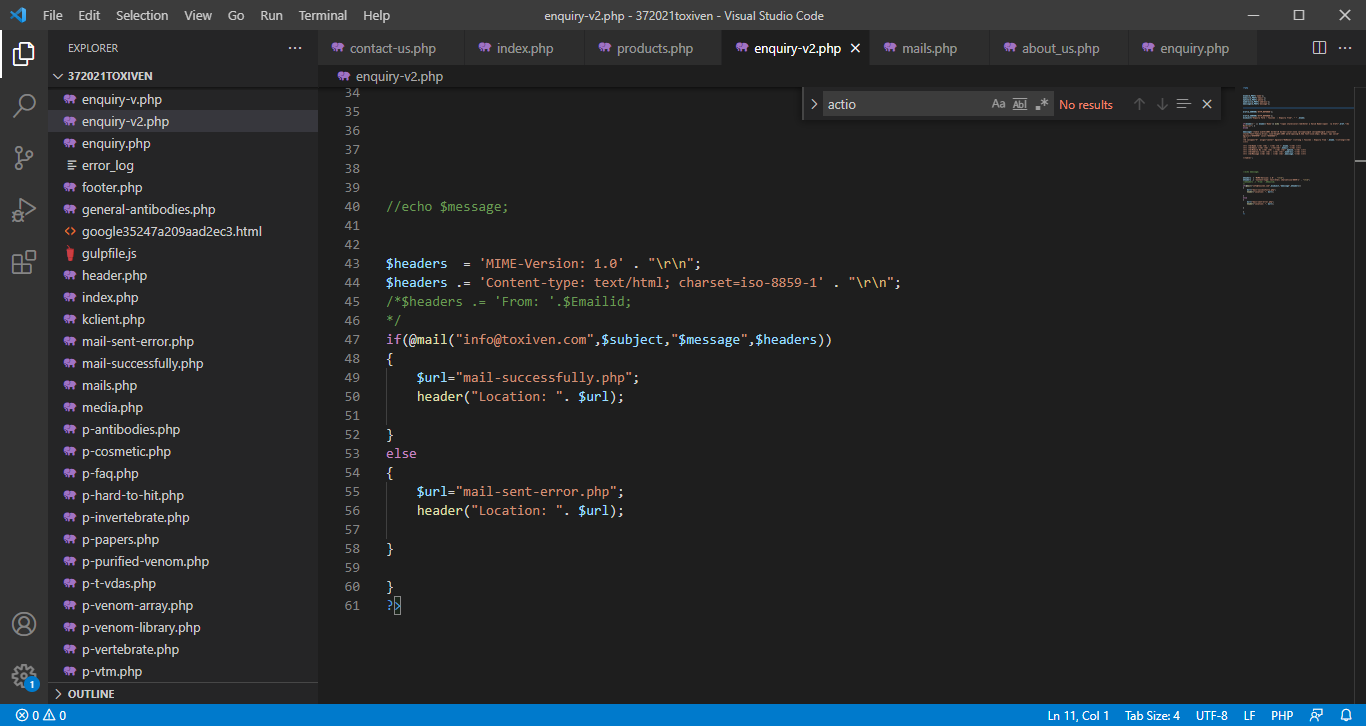 File Edit Selection View Go Run Terminal Help
enquiry-v2.php - 372021toxiven - Visual Studio Code
EXPLORER
372021TOXIVEN
enquiry-v.php
enquiry-v2.php
enquiry.php
error_log
footer.php
general-antibodies.php
google35247a209aad2ec3.html
gulpfile.js
header.php
index.php
kclient.php
mail-sent-error.php
mail-successfully.php
mails.php
media.php
p-antibodies.php
p-cosmetic.php
p-faq.php
p-hard-to-hit.php
p-invertebrate.php
p-papers.php
p-purified-venom.php
p-t-vdas.php
p-venom-array.php
p-venom-library.php
p-vertebrate.php
p-vtm.php
OUTLINE
1
contact-us.php index.php products.php enquiry-v2.php mails.php about_us.php enquiry.php
enquiry-v2.php
actio Aa Abl .* No results
34
35
36
37
38
39
40 //echo $message;
41
42
43 $headers  = 'MIME-Version: 1.0' . "\r\n";
44 $headers .= 'Content-type: text/html; charset=iso-8859-1' . "\r\n";
45 /*$headers .= 'From: '.$Emailid;
46 */
47 if(@mail("info@toxiven.com",$subject,"$message",$headers))
48 {
49     $url="mail-successfully.php";
50     header("Location: ". $url);
51
52 }
53 else
54 {
55     $url="mail-sent-error.php";
56     header("Location: ". $url);
57
58 }
59
60 }
61 ?>
0 0 Ln 11, Col 1 Tab Size: 4 UTF-8 LF PHP